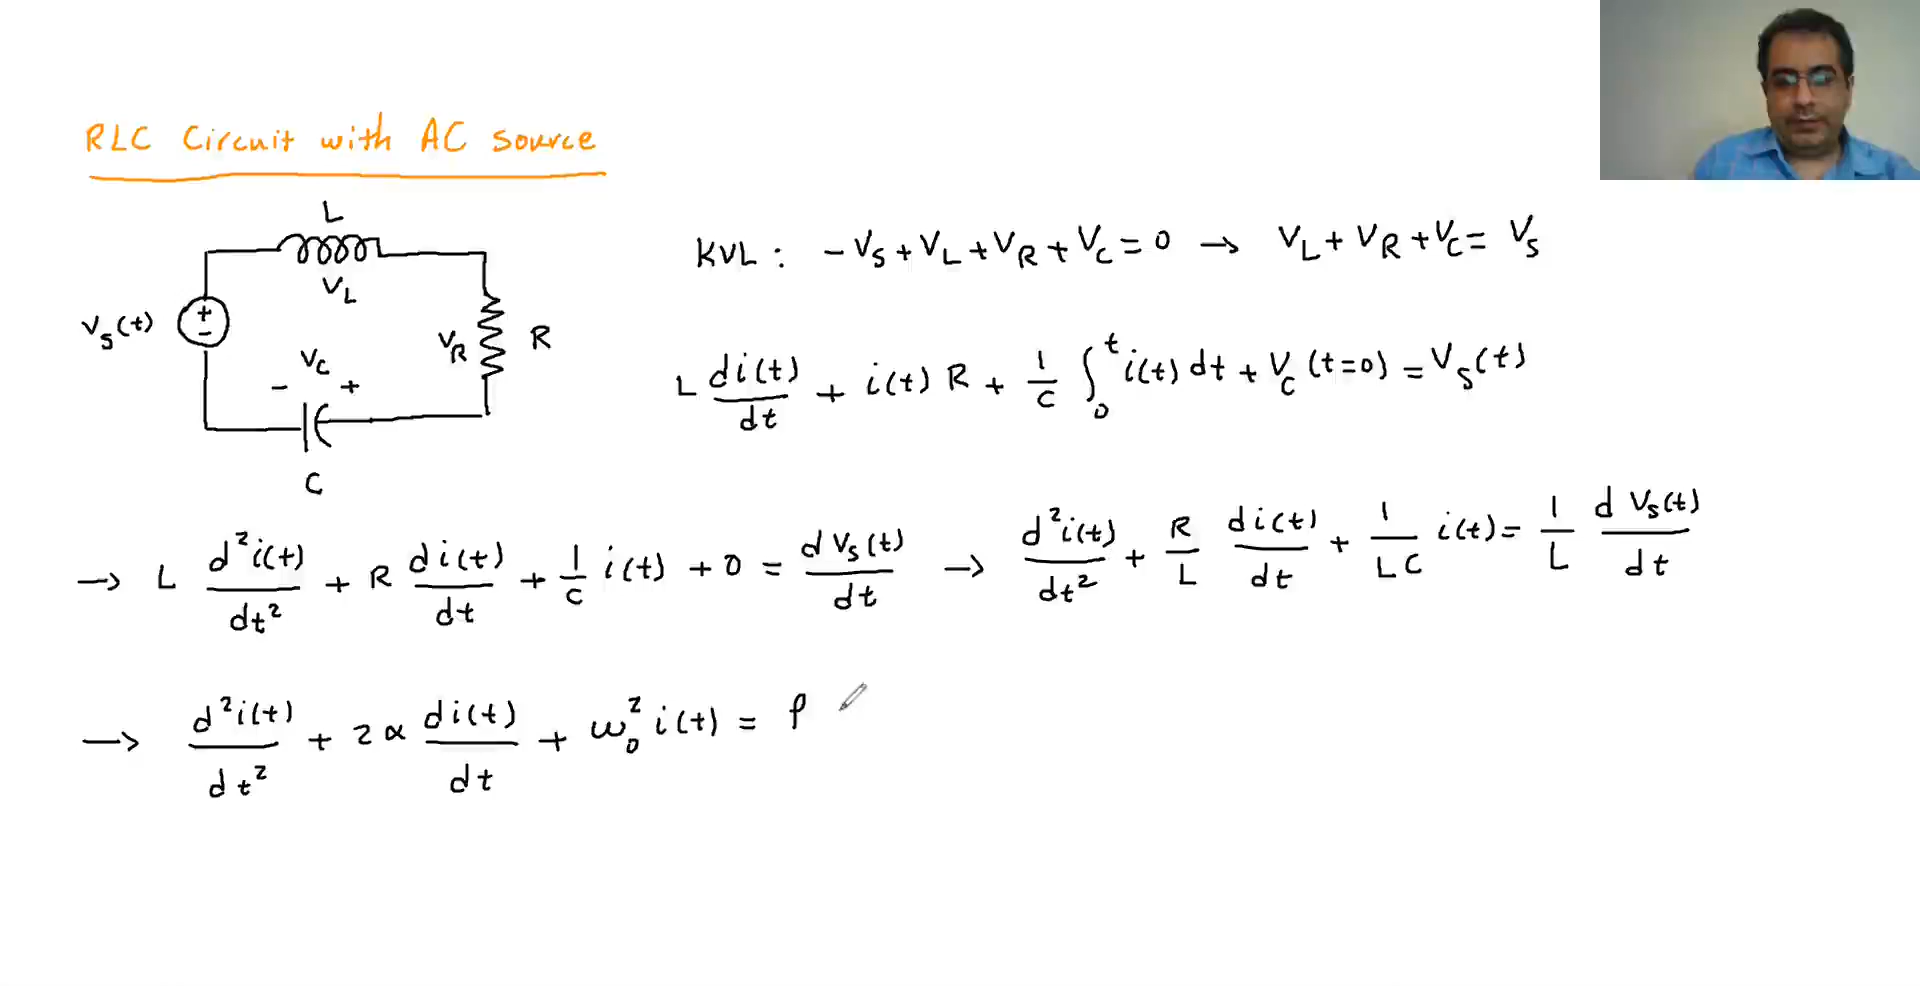 RLC Circuit with AC source
L
V_L
V_s(t)
+
-
V_R
R
V_C
- +
C
KVL : -V_S + V_L + V_R + V_C = 0 → V_L + V_R + V_C = V_S
L di(t)/dt + i(t) R + 1/C ∫_0^t i(t) dt + V_C (t=0) = V_S(t)
→ L d²i(t)/dt² + R di(t)/dt + 1/C i(t) + 0 = d V_S(t)/dt → d²i(t)/dt² + R/L di(t)/dt + 1/LC i(t) = 1/L d V_S(t)/dt
→ d²i(t)/dt² + 2α di(t)/dt + ω_0² i(t) =